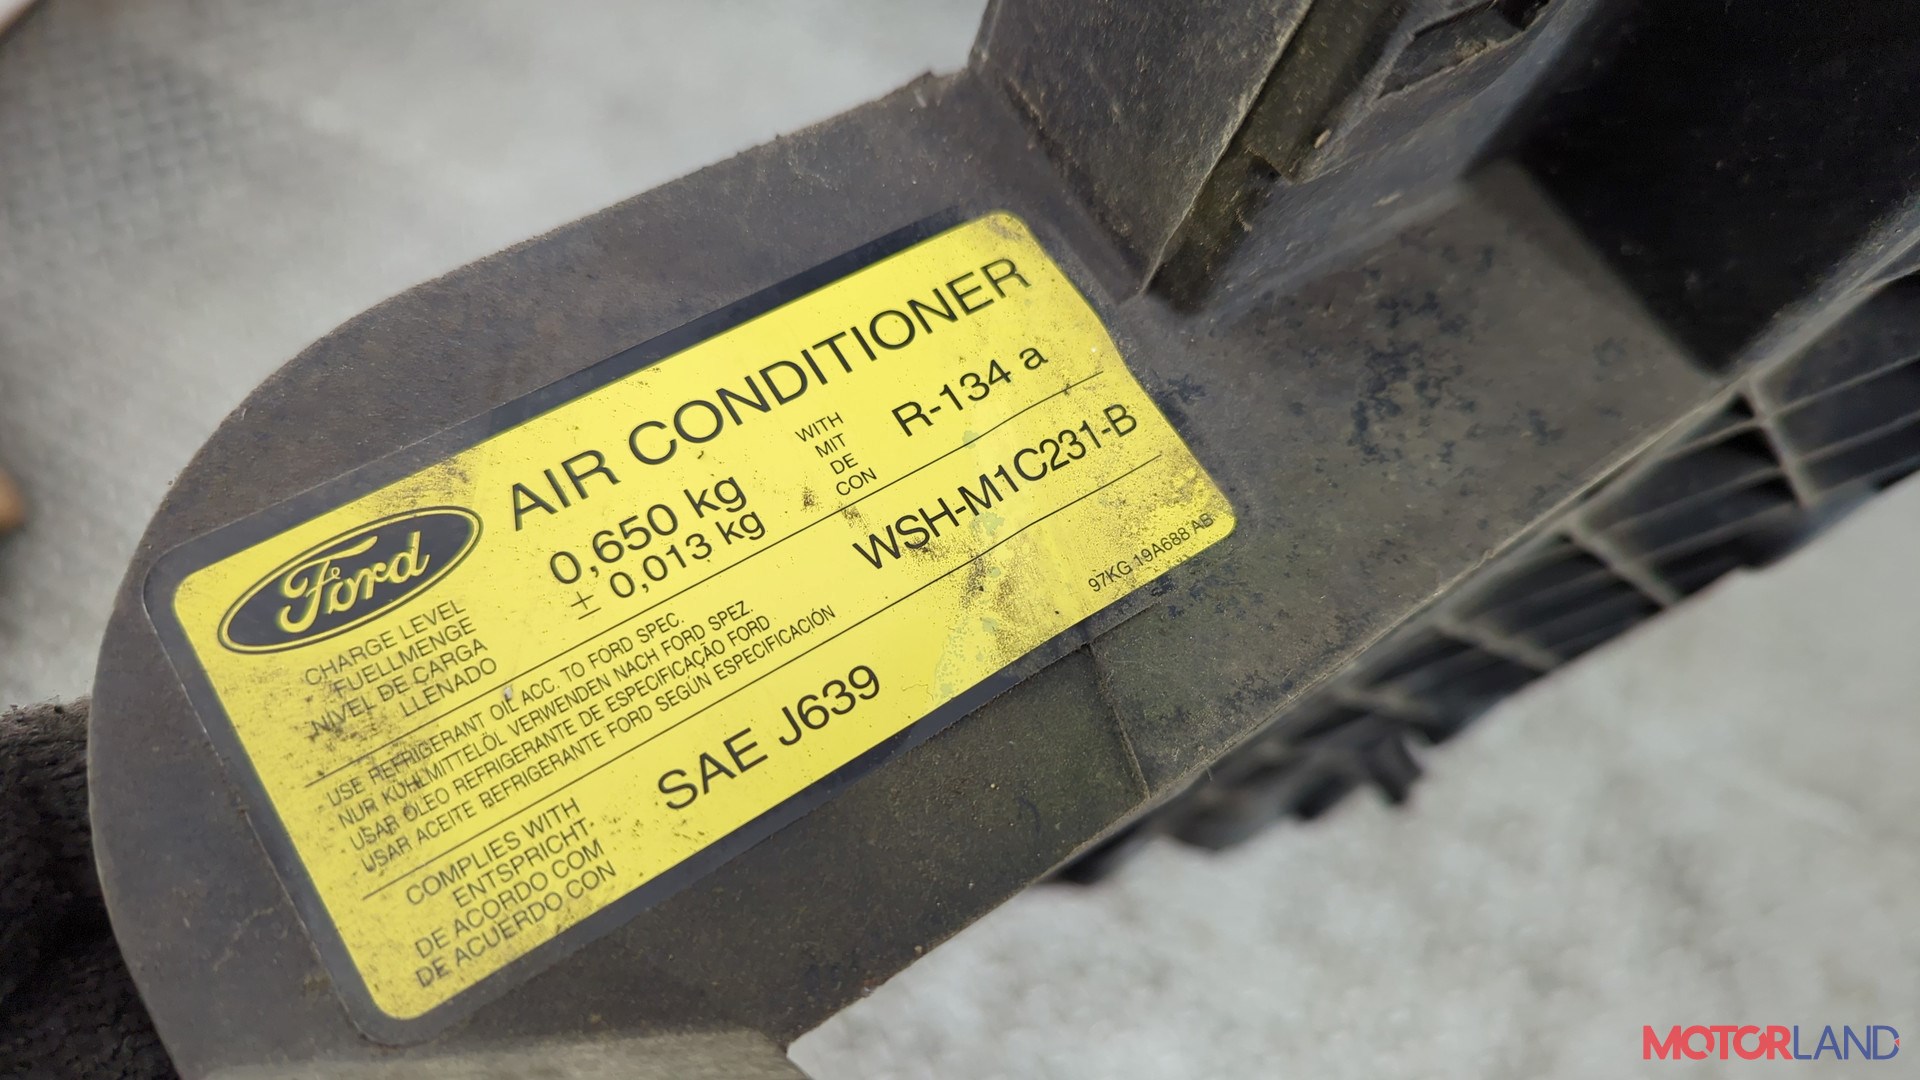 Ford
AIR CONDITIONER
CHARGE LEVEL
FUELLMENGE
NIVEL DE CARGA
LLENADO
0,650 kg
± 0,013 kg
WITH
MIT
DE
CON
R-134 a
USE REFRIGERANT OIL ACC. TO FORD SPEC.
NUR KÜHLMITTELÖL VERWENDEN NACH FORD SPEZ.
USAR ÓLEO REFRIGERANTE DE ESPECIFICAÇÃO FORD
USAR ACEITE REFRIGERANTE FORD SEGÚN ESPECIFICACIÓN
WSH-M1C231-B
COMPLIES WITH
ENTSPRICHT.
DE ACORDO COM
DE ACUERDO CON
SAE J639
97KG 19A688 AB
MOTORLAND